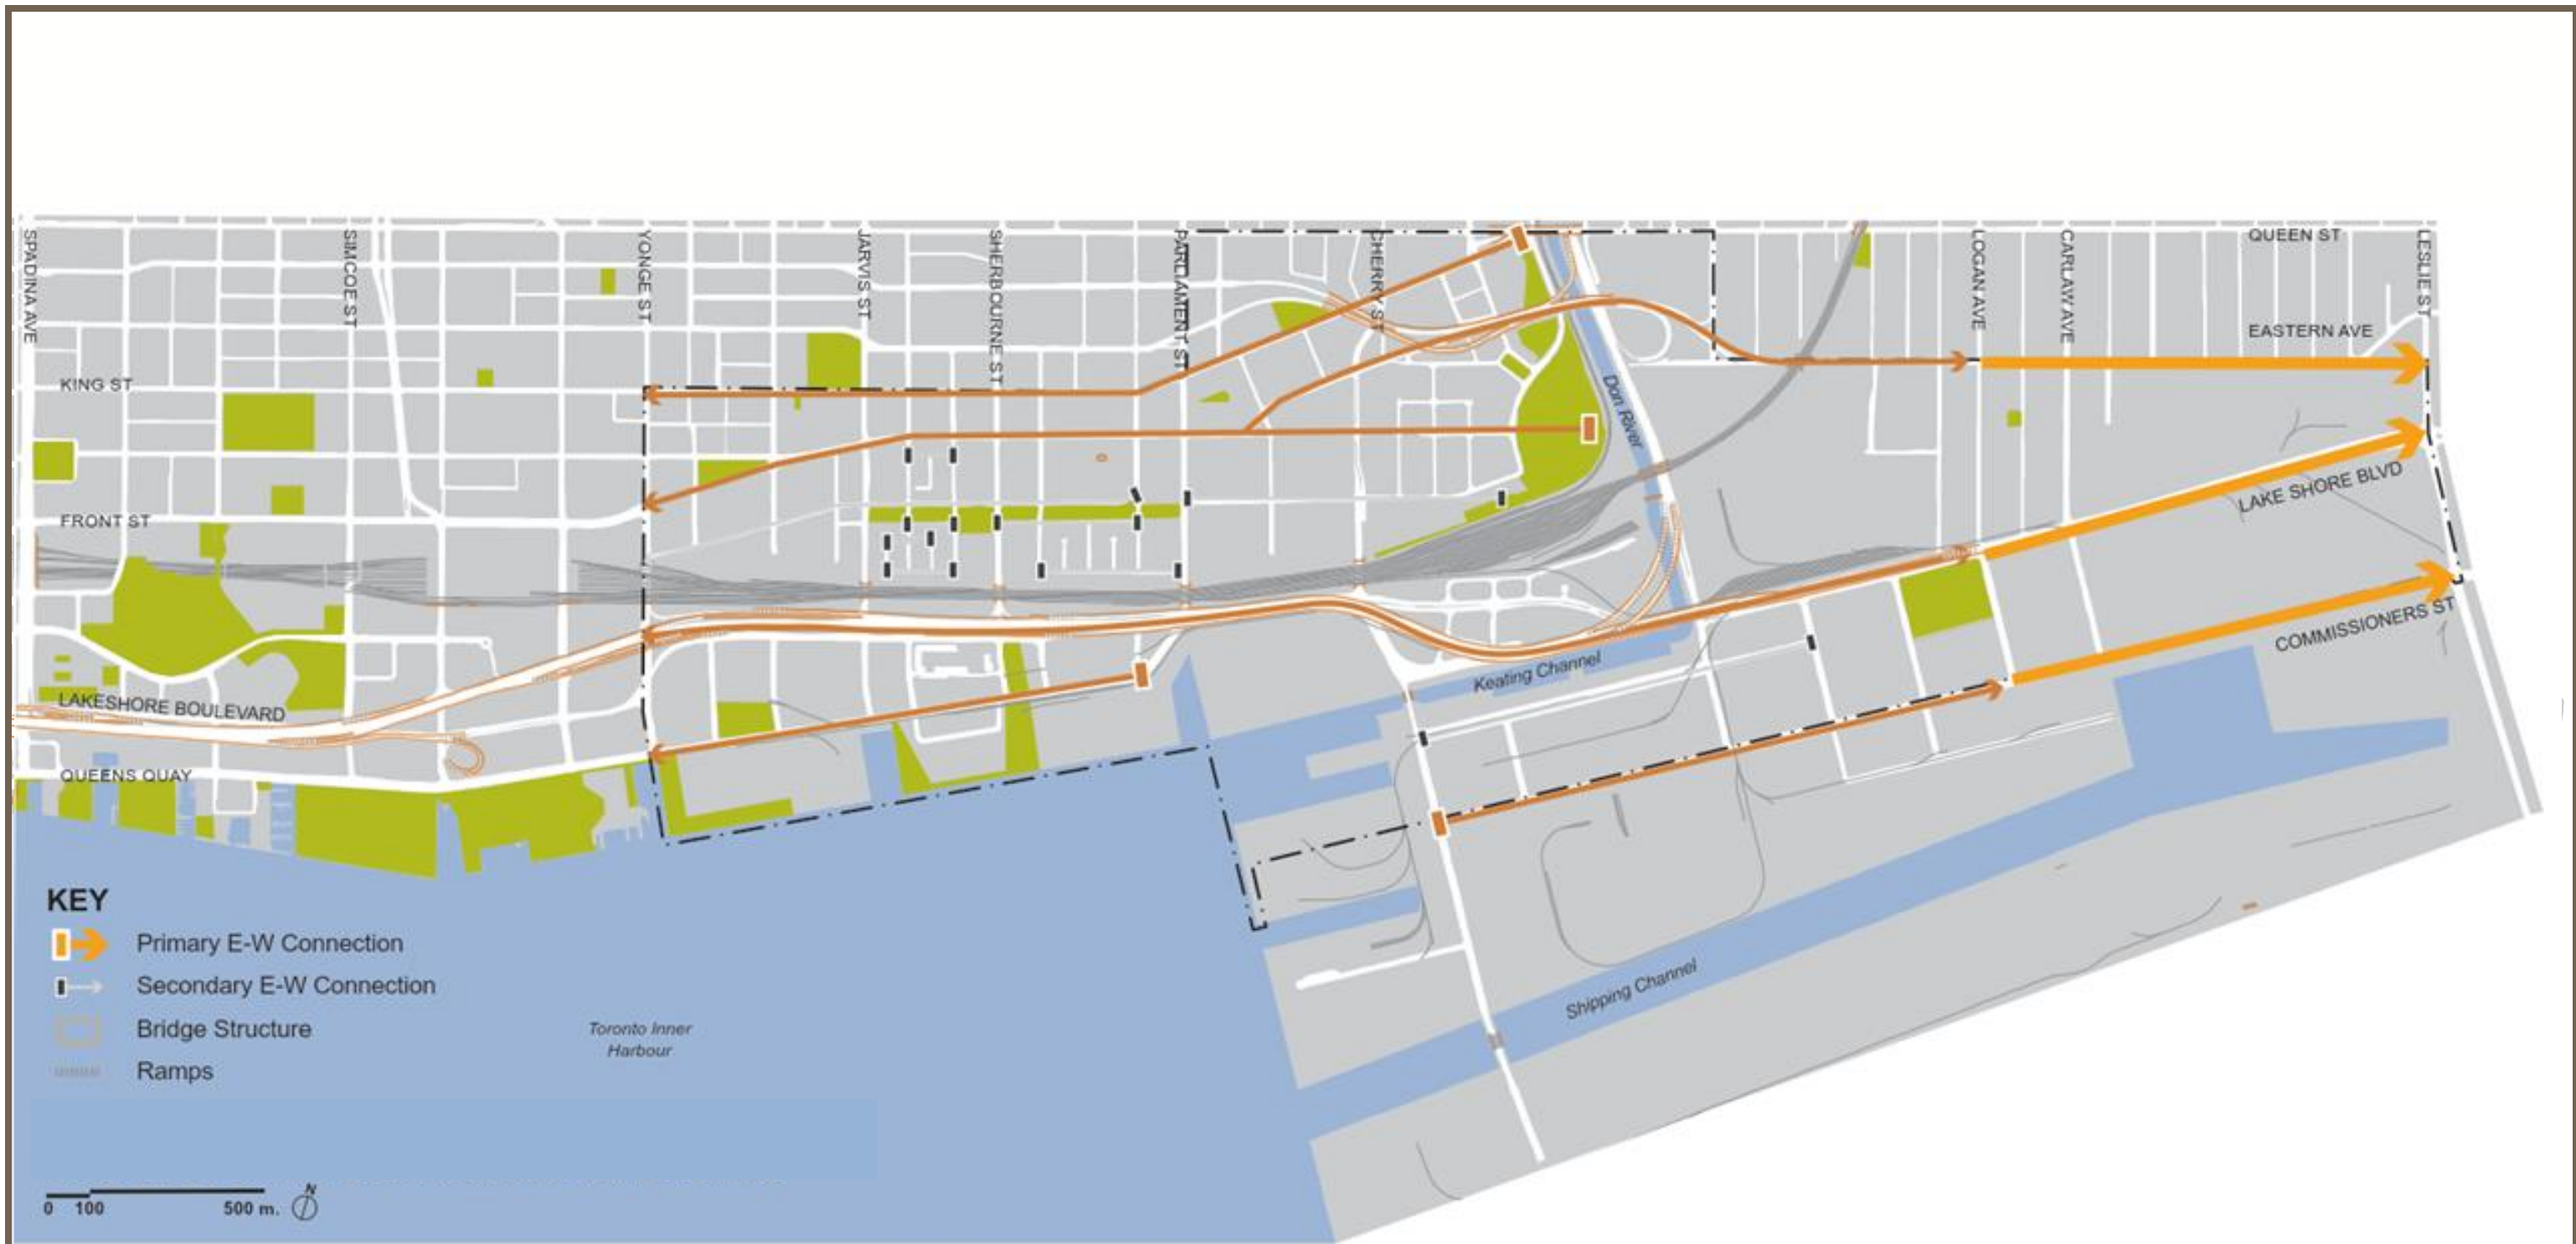 SPADINA AVE
SIMCOE ST
YONGE ST
JARVIS ST
SHERBOURNE ST
PARLIAMENT ST
CHERRY ST
LOGAN AVE
CARLAW AVE
QUEEN ST
LESLIE ST
EASTERN AVE
KING ST
Don River
FRONT ST
LAKE SHORE BLVD
COMMISSIONERS ST
Keating Channel
LAKESHORE BOULEVARD
QUEENS QUAY
KEY
Primary E-W Connection
Secondary E-W Connection
Bridge Structure
Ramps
Toronto Inner
Harbour
Shipping Channel
N
0 100 500 m.